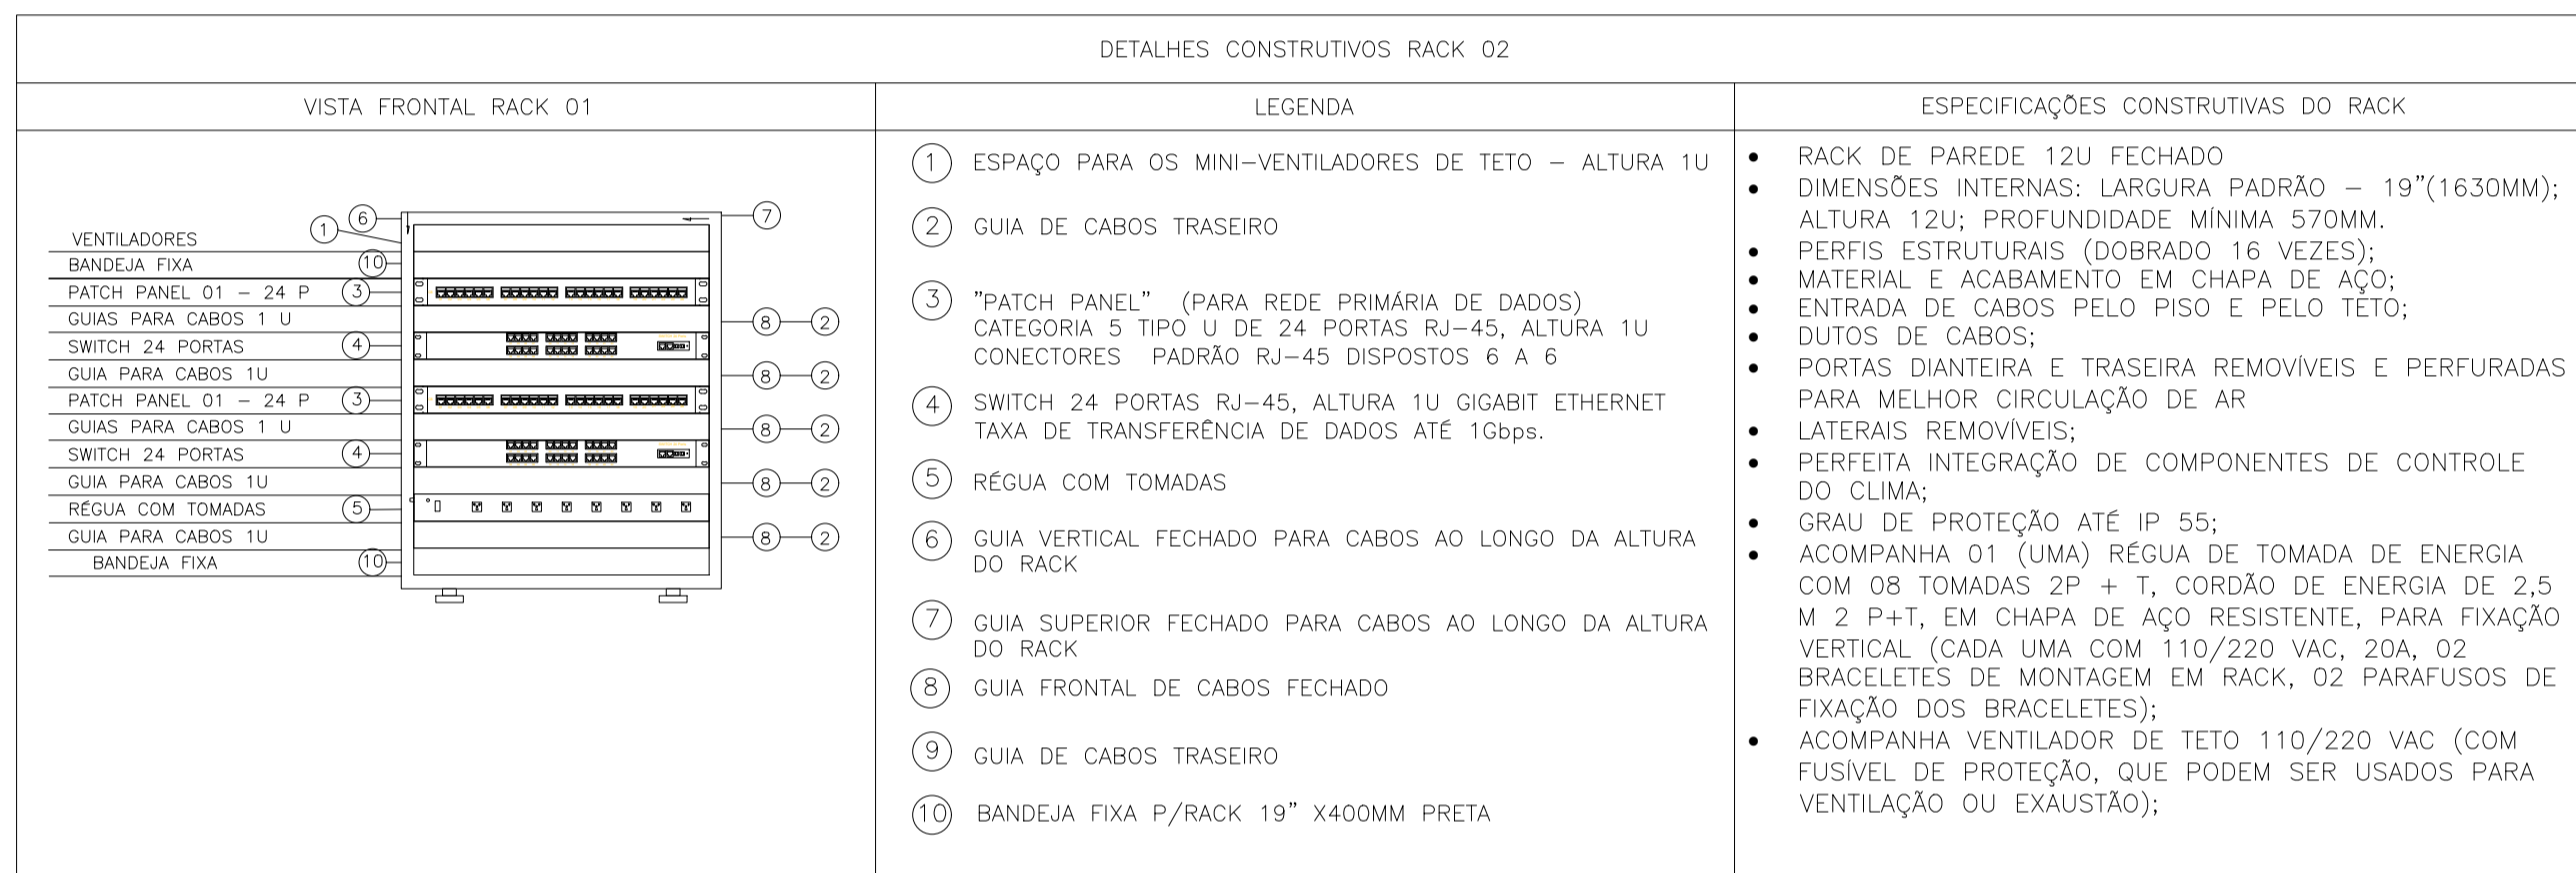 DETALHES CONSTRUTIVOS RACK 02
VISTA FRONTAL RACK 01
6
7
1
VENTILADORES
BANDEJA FIXA
10
PATCH PANEL 01 - 24 P
3
GUIAS PARA CABOS 1 U
8
2
SWITCH 24 PORTAS
4
GUIA PARA CABOS 1U
8
2
PATCH PANEL 01 - 24 P
3
GUIAS PARA CABOS 1 U
8
2
SWITCH 24 PORTAS
4
GUIA PARA CABOS 1U
8
2
RÉGUA COM TOMADAS
5
GUIA PARA CABOS 1U
8
2
BANDEJA FIXA
10
LEGENDA
1 ESPAÇO PARA OS MINI-VENTILADORES DE TETO - ALTURA 1U
2 GUIA DE CABOS TRASEIRO
3 "PATCH PANEL" (PARA REDE PRIMÁRIA DE DADOS)
CATEGORIA 5 TIPO U DE 24 PORTAS RJ-45, ALTURA 1U
CONECTORES PADRÃO RJ-45 DISPOSTOS 6 A 6
4 SWITCH 24 PORTAS RJ-45, ALTURA 1U GIGABIT ETHERNET
TAXA DE TRANSFERÊNCIA DE DADOS ATÉ 1Gbps.
5 RÉGUA COM TOMADAS
6 GUIA VERTICAL FECHADO PARA CABOS AO LONGO DA ALTURA
DO RACK
7 GUIA SUPERIOR FECHADO PARA CABOS AO LONGO DA ALTURA
DO RACK
8 GUIA FRONTAL DE CABOS FECHADO
9 GUIA DE CABOS TRASEIRO
10 BANDEJA FIXA P/RACK 19" X400MM PRETA
ESPECIFICAÇÕES CONSTRUTIVAS DO RACK
• RACK DE PAREDE 12U FECHADO
• DIMENSÕES INTERNAS: LARGURA PADRÃO - 19"(1630MM);
ALTURA 12U; PROFUNDIDADE MÍNIMA 570MM.
• PERFIS ESTRUTURAIS (DOBRADO 16 VEZES);
• MATERIAL E ACABAMENTO EM CHAPA DE AÇO;
• ENTRADA DE CABOS PELO PISO E PELO TETO;
• DUTOS DE CABOS;
• PORTAS DIANTEIRA E TRASEIRA REMOVÍVEIS E PERFURADAS
PARA MELHOR CIRCULAÇÃO DE AR
• LATERAIS REMOVÍVEIS;
• PERFEITA INTEGRAÇÃO DE COMPONENTES DE CONTROLE
DO CLIMA;
• GRAU DE PROTEÇÃO ATÉ IP 55;
• ACOMPANHA 01 (UMA) RÉGUA DE TOMADA DE ENERGIA
COM 08 TOMADAS 2P + T, CORDÃO DE ENERGIA DE 2,5
M 2 P+T, EM CHAPA DE AÇO RESISTENTE, PARA FIXAÇÃO
VERTICAL (CADA UMA COM 110/220 VAC, 20A, 02
BRACELETES DE MONTAGEM EM RACK, 02 PARAFUSOS DE
FIXAÇÃO DOS BRACELETES);
• ACOMPANHA VENTILADOR DE TETO 110/220 VAC (COM
FUSÍVEL DE PROTEÇÃO, QUE PODEM SER USADOS PARA
VENTILAÇÃO OU EXAUSTÃO);